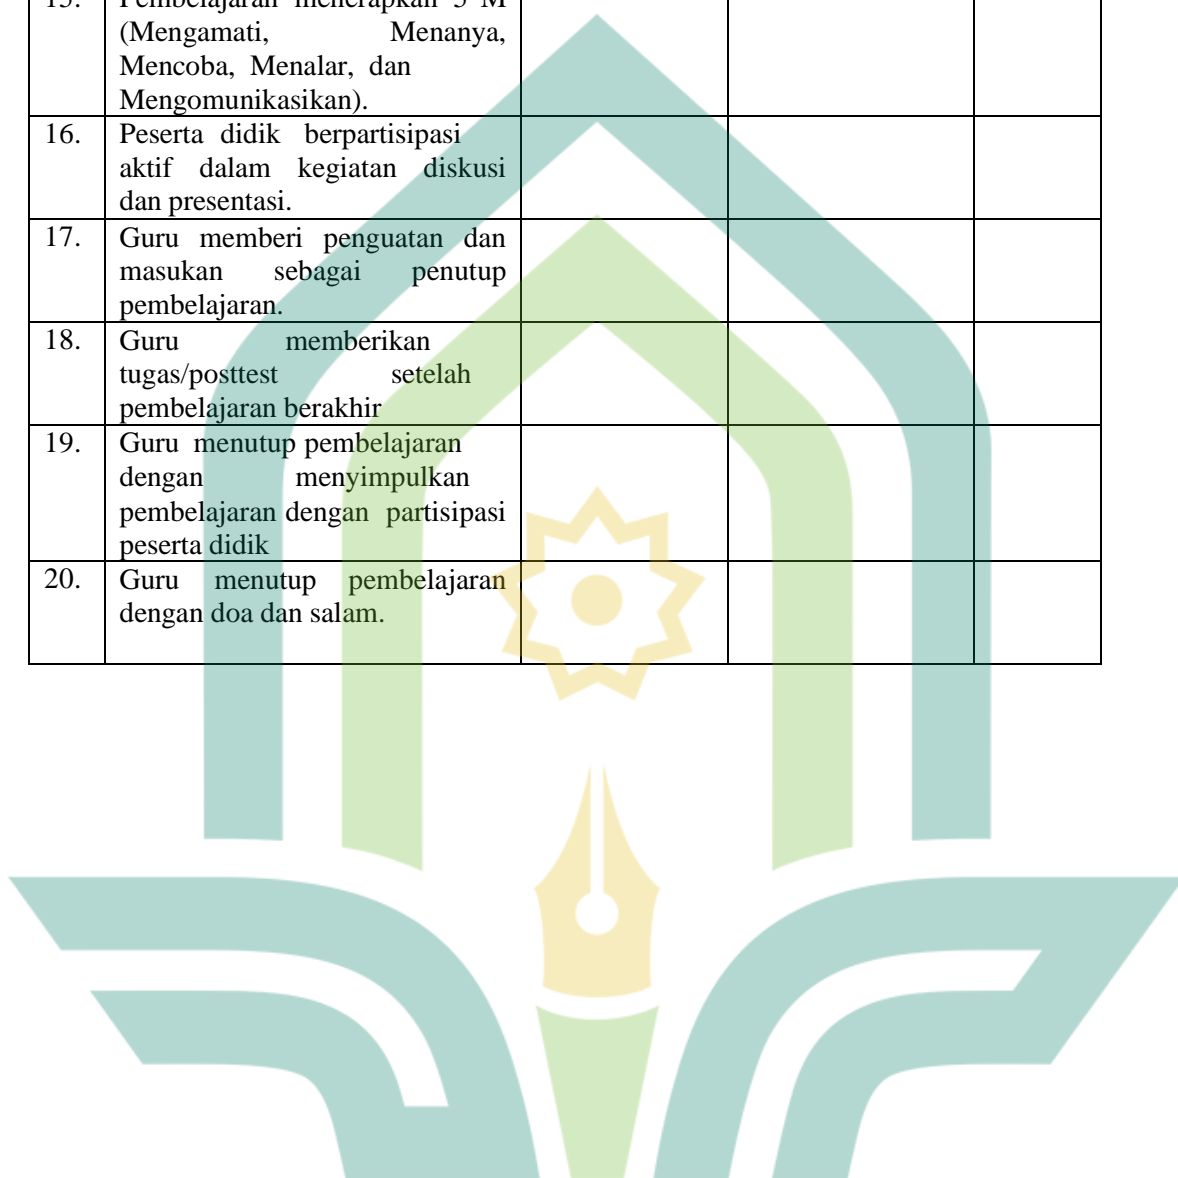 15. Pembelajaran menerapkan 5 M
(Mengamati, Menanya,
Mencoba, Menalar, dan
Mengomunikasikan).
16. Peserta didik berpartisipasi
aktif dalam kegiatan diskusi
dan presentasi.
17. Guru memberi penguatan dan
masukan sebagai penutup
pembelajaran.
18. Guru memberikan
tugas/posttest setelah
pembelajaran berakhir
19. Guru menutup pembelajaran
dengan menyimpulkan
pembelajaran dengan partisipasi
peserta didik
20. Guru menutup pembelajaran
dengan doa dan salam.